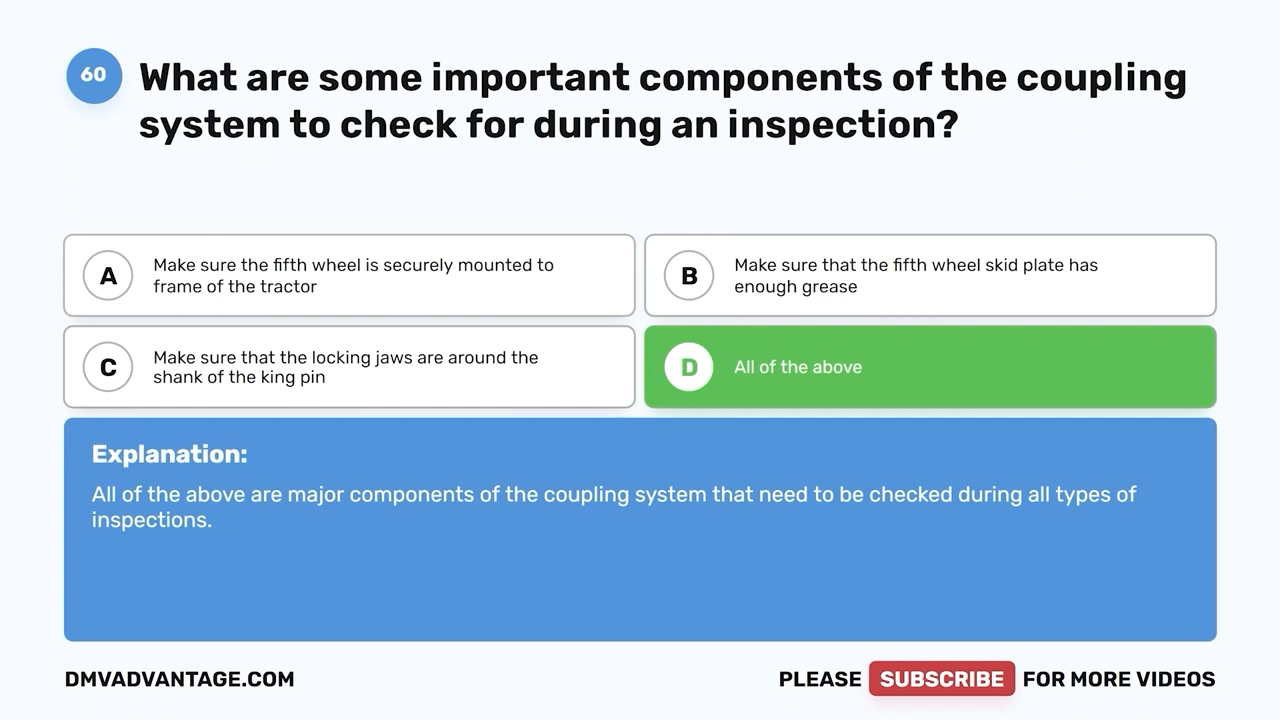 60
What are some important components of the coupling
system to check for during an inspection?
A
Make sure the fifth wheel is securely mounted to
frame of the tractor
B
Make sure that the fifth wheel skid plate has
enough grease
C
Make sure that the locking jaws are around the
shank of the king pin
D
All of the above
Explanation:
All of the above are major components of the coupling system that need to be checked during all types of
inspections.
DMVADVANTAGE.COM
PLEASE SUBSCRIBE FOR MORE VIDEOS